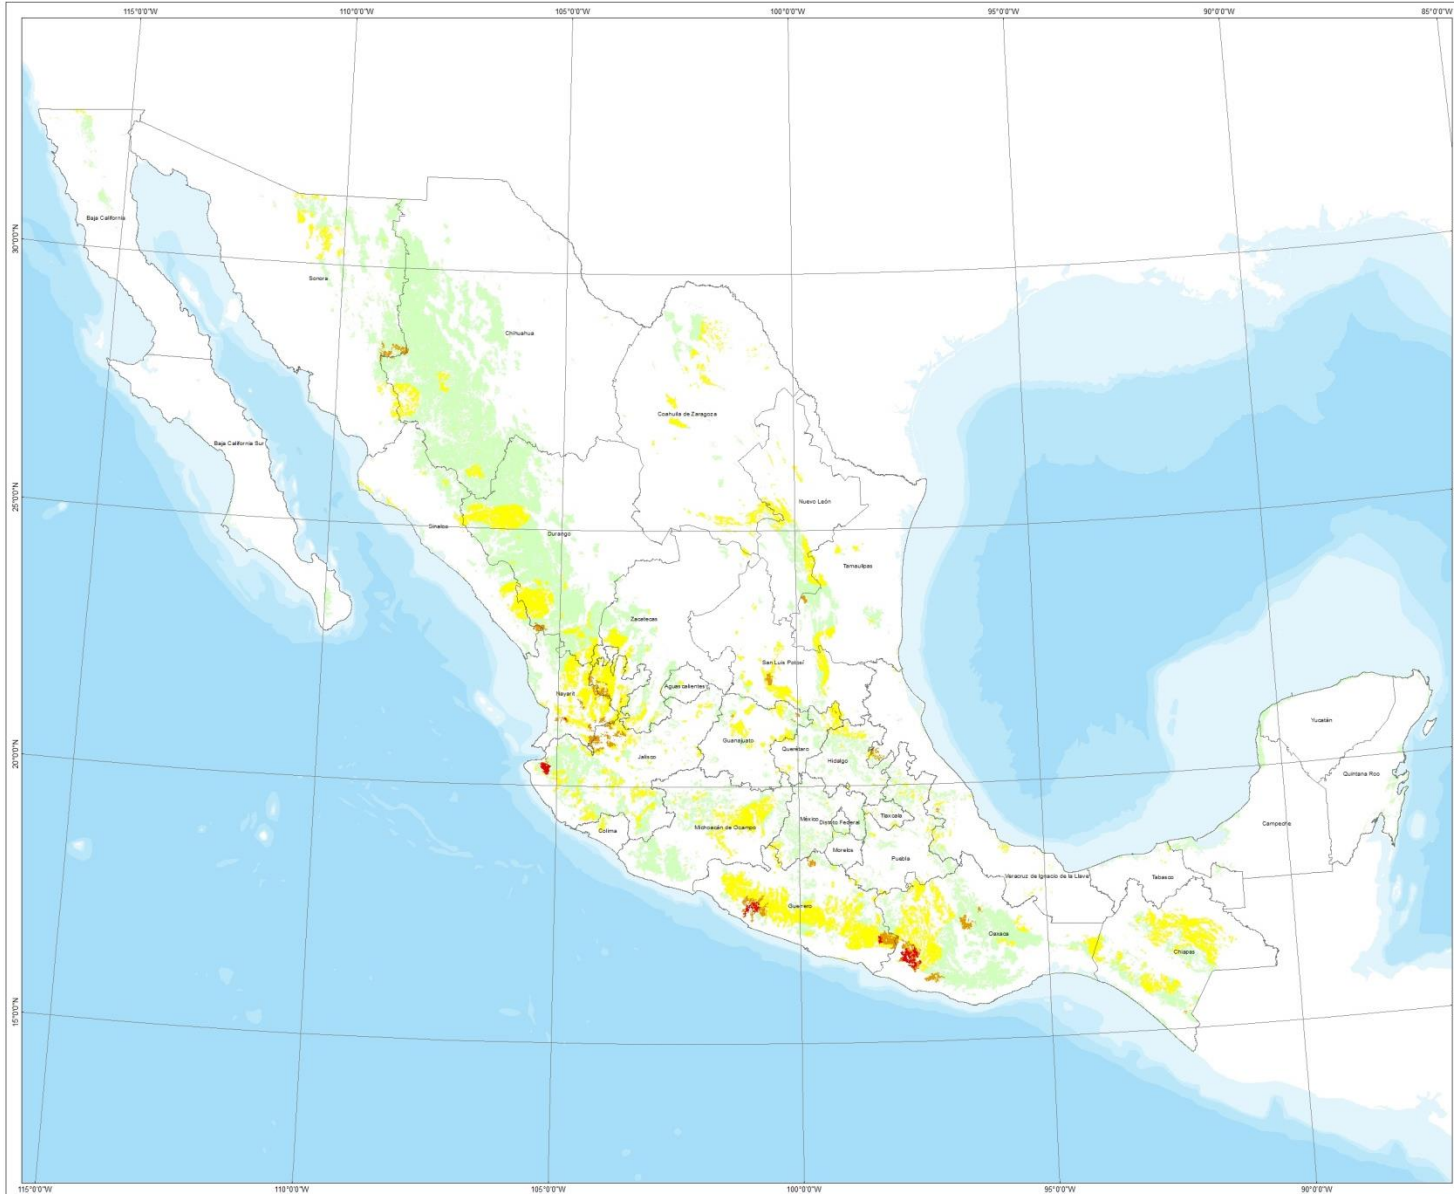 115°0'0"W 110°0'0"W 105°0'0"W 100°0'0"W 95°0'0"W 90°0'0"W 85°0'0"W
Baja California
30°0'0"N
Sonora
Chihuahua
Coahuila de Zaragoza
Baja California Sur
25°0'0"N
Nuevo León
Sinaloa
Durango
Tamaulipas
Zacatecas
San Luis Potosí
Aguascalientes
Nayarit
Yucatán
20°0'0"N
Guanajuato
Querétaro
Jalisco
Hidalgo
Quintana Roo
México
Distrito Federal
Tlaxcala
Michoacán de Ocampo
Colima
Campeche
Morelos
Puebla
Veracruz de Ignacio de la Llave
Tabasco
Guerrero
Oaxaca
Chiapas
15°0'0"N
115°0'0"W 110°0'0"W 105°0'0"W 100°0'0"W 95°0'0"W 90°0'0"W